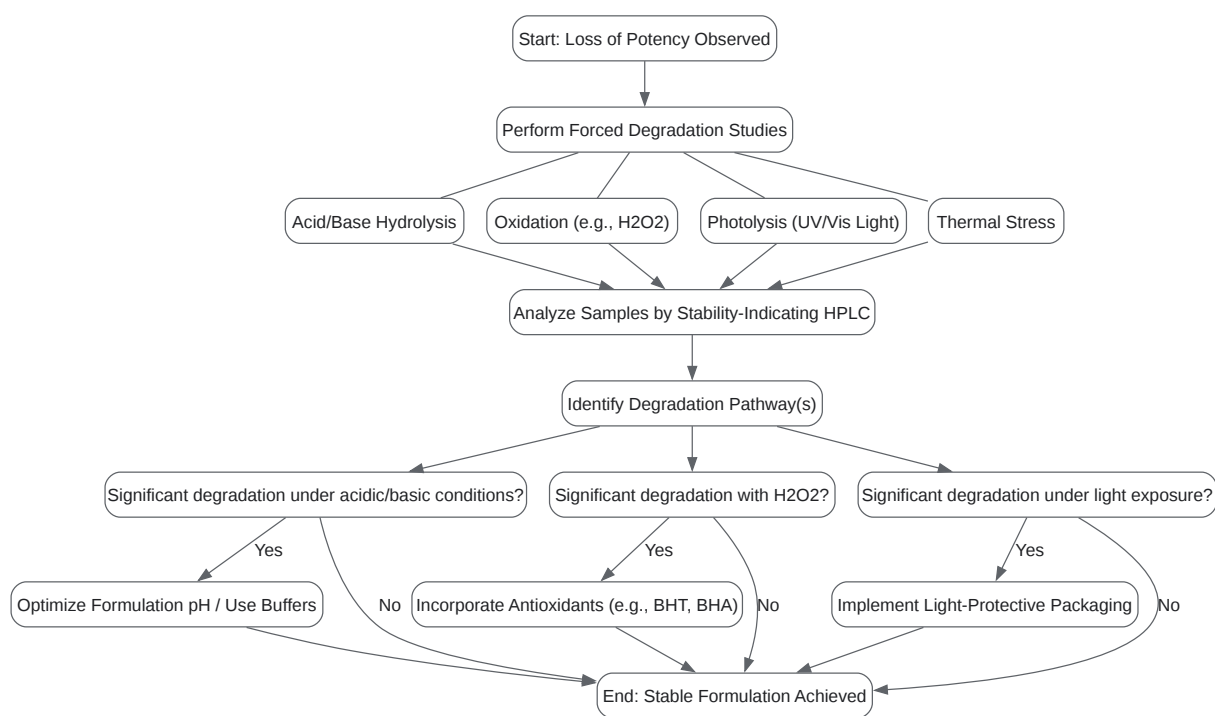 Start: Loss of Potency Observed
Perform Forced Degradation Studies
Acid/Base Hydrolysis
Oxidation (e.g., H2O2)
Photolysis (UV/Vis Light)
Thermal Stress
Analyze Samples by Stability-Indicating HPLC
Identify Degradation Pathway(s)
Significant degradation under acidic/basic conditions?
Significant degradation with H2O2?
Significant degradation under light exposure?
Yes
Yes
Yes
Optimize Formulation pH / Use Buffers
No
Incorporate Antioxidants (e.g., BHT, BHA)
No
Implement Light-Protective Packaging
No
End: Stable Formulation Achieved